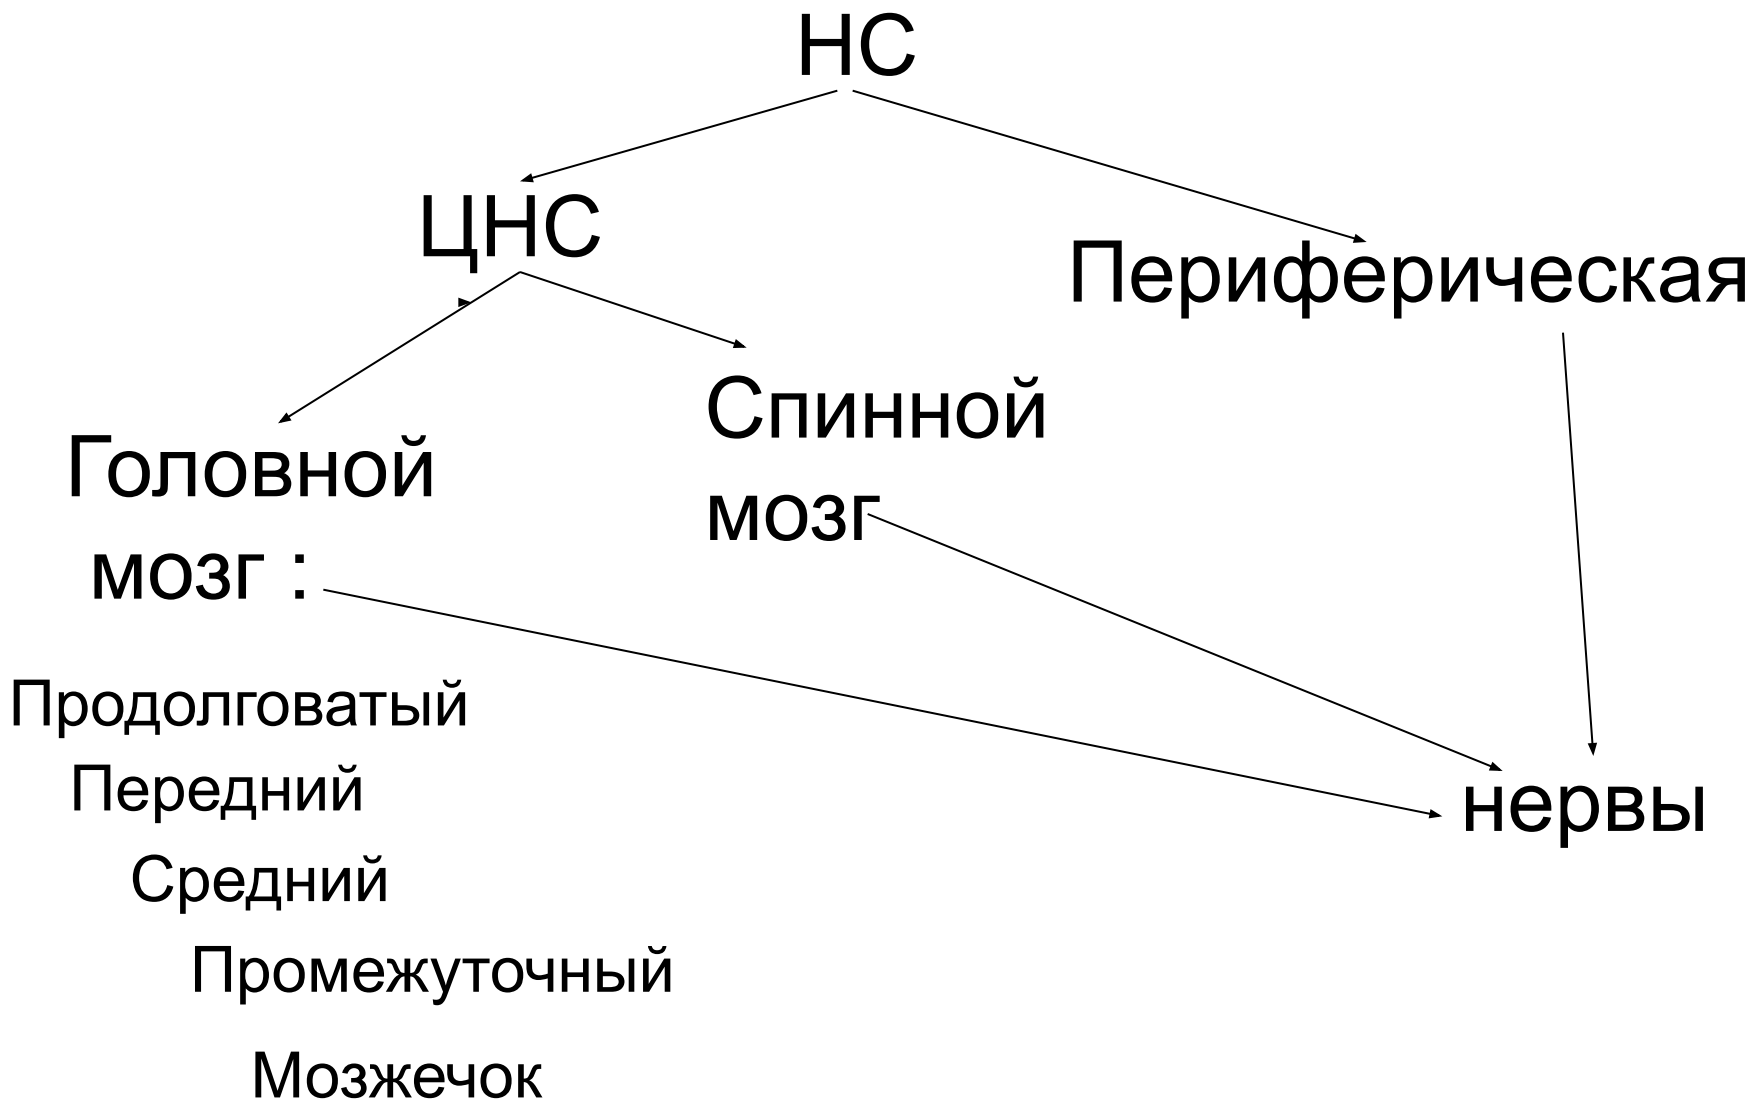 НС
ЦНС
Периферическая
Спинной
мозг
Головной
мозг :
Продолговатый
Передний
Средний
Промежуточный
Мозжечок
нервы